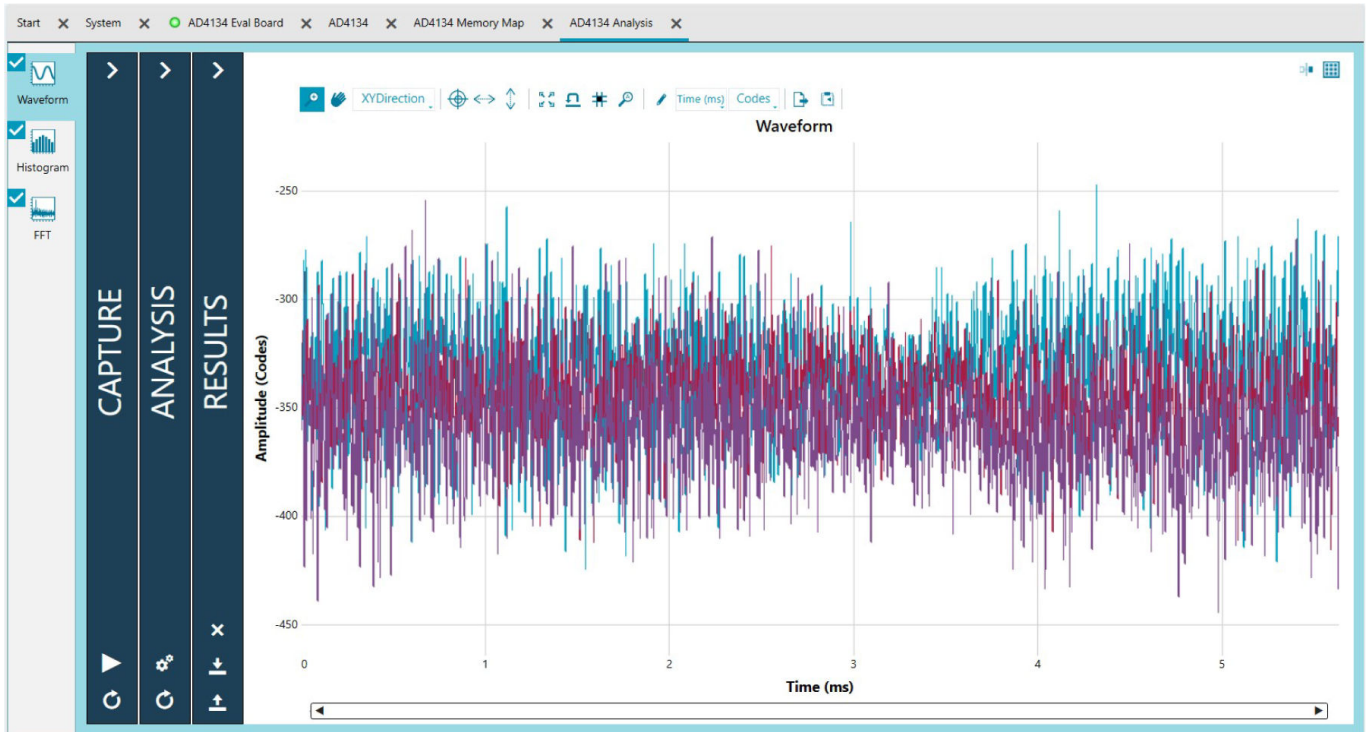 Start
System
AD4134 Eval Board
AD4134
AD4134 Memory Map
AD4134 Analysis
Waveform
Histogram
FFT
CAPTURE
ANALYSIS
RESULTS
XYDirection
Time (ms)
Codes
Waveform
Amplitude (Codes)
-250
-300
-350
-400
-450
0
1
2
3
4
5
Time (ms)